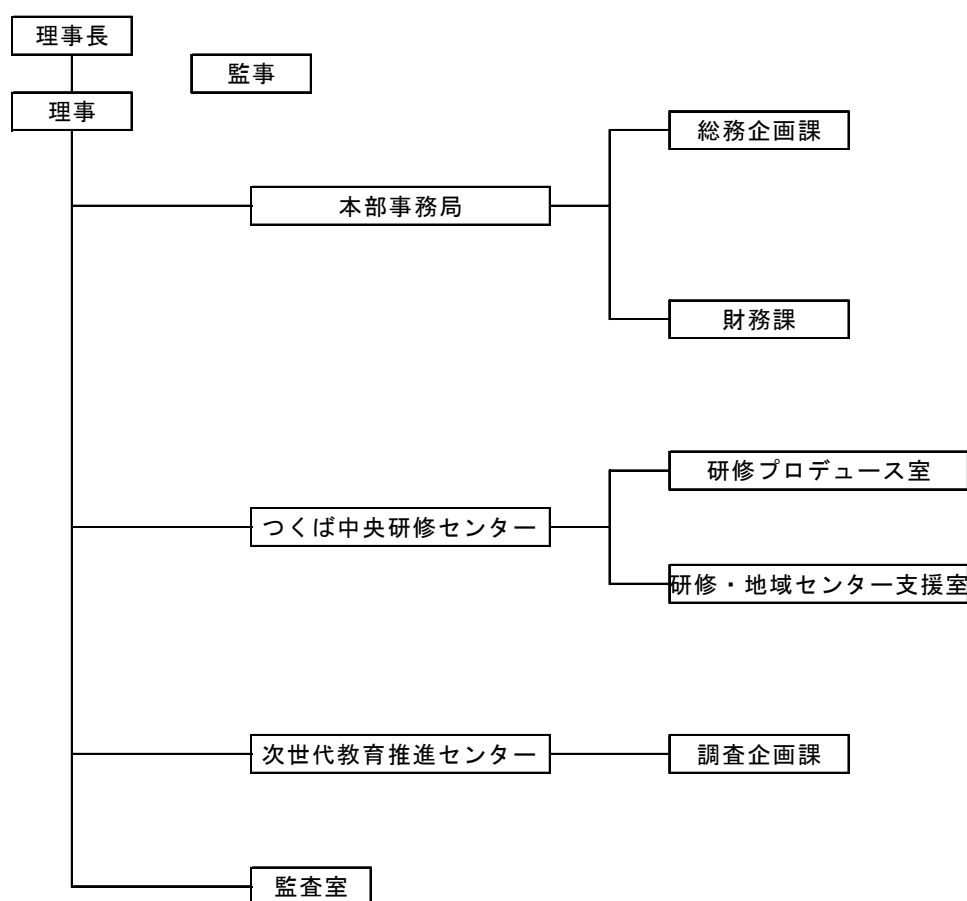 理事長
監事
理事
総務企画課
本部事務局
財務課
研修プロデュース室
つくば中央研修センター
研修・地域センター支援室
次世代教育推進センター
調査企画課
監査室